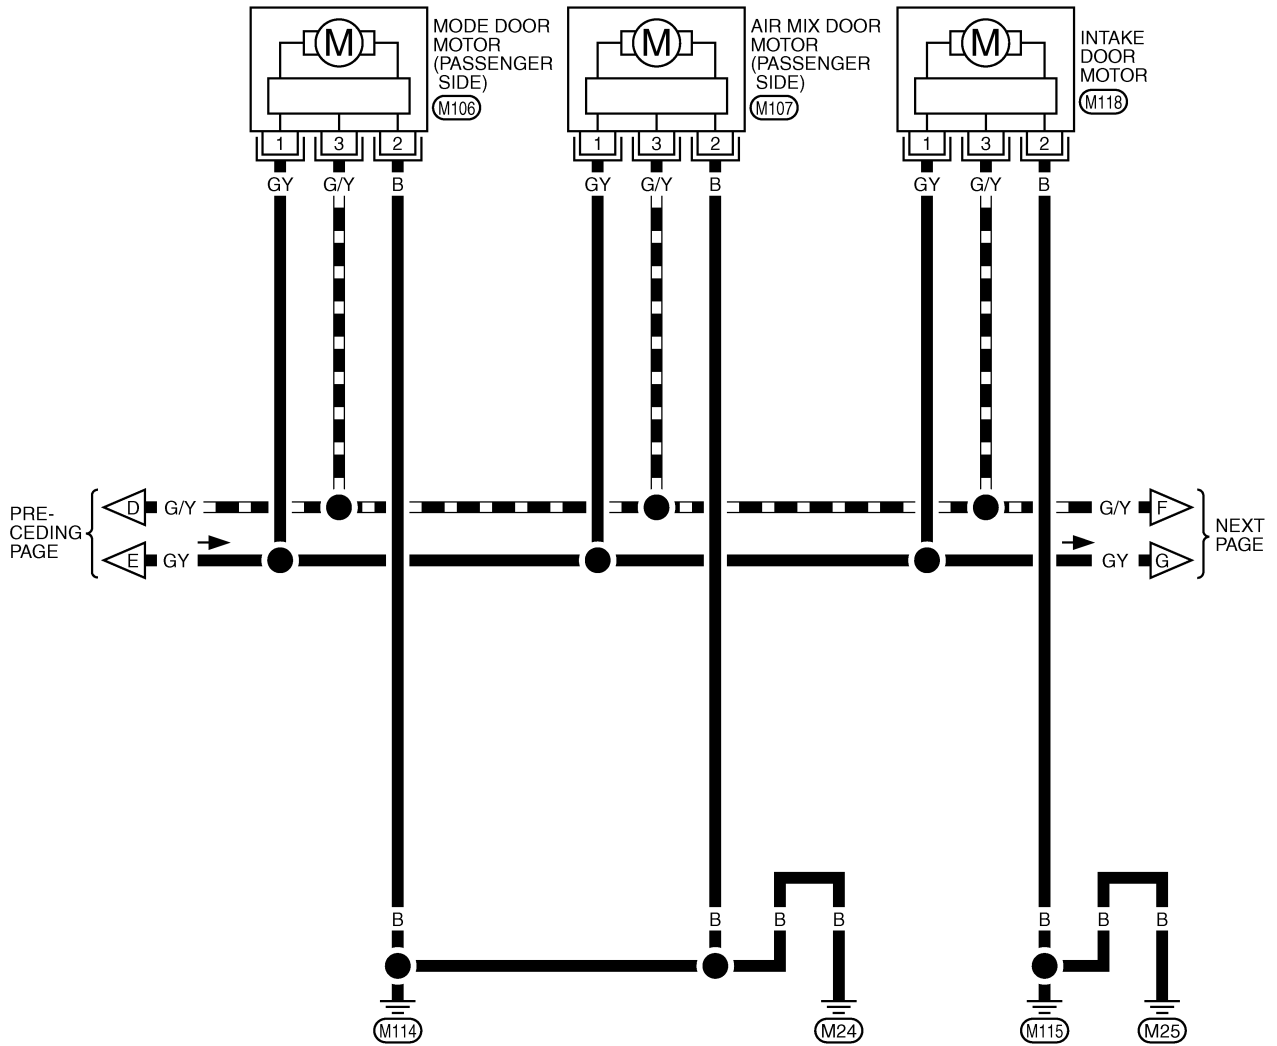 M
MODE DOOR
MOTOR
(PASSENGER
SIDE)
M106
M
AIR MIX DOOR
MOTOR
(PASSENGER
SIDE)
M107
M
INTAKE
DOOR
MOTOR
M118
1 3 2
1 3 2
1 3 2
GY G/Y B
GY G/Y B
GY G/Y B
PRE-
CEDING
PAGE
D G/Y
E GY
G/Y F
GY G
NEXT
PAGE
B B B B B B B
M114 M24 M115 M25